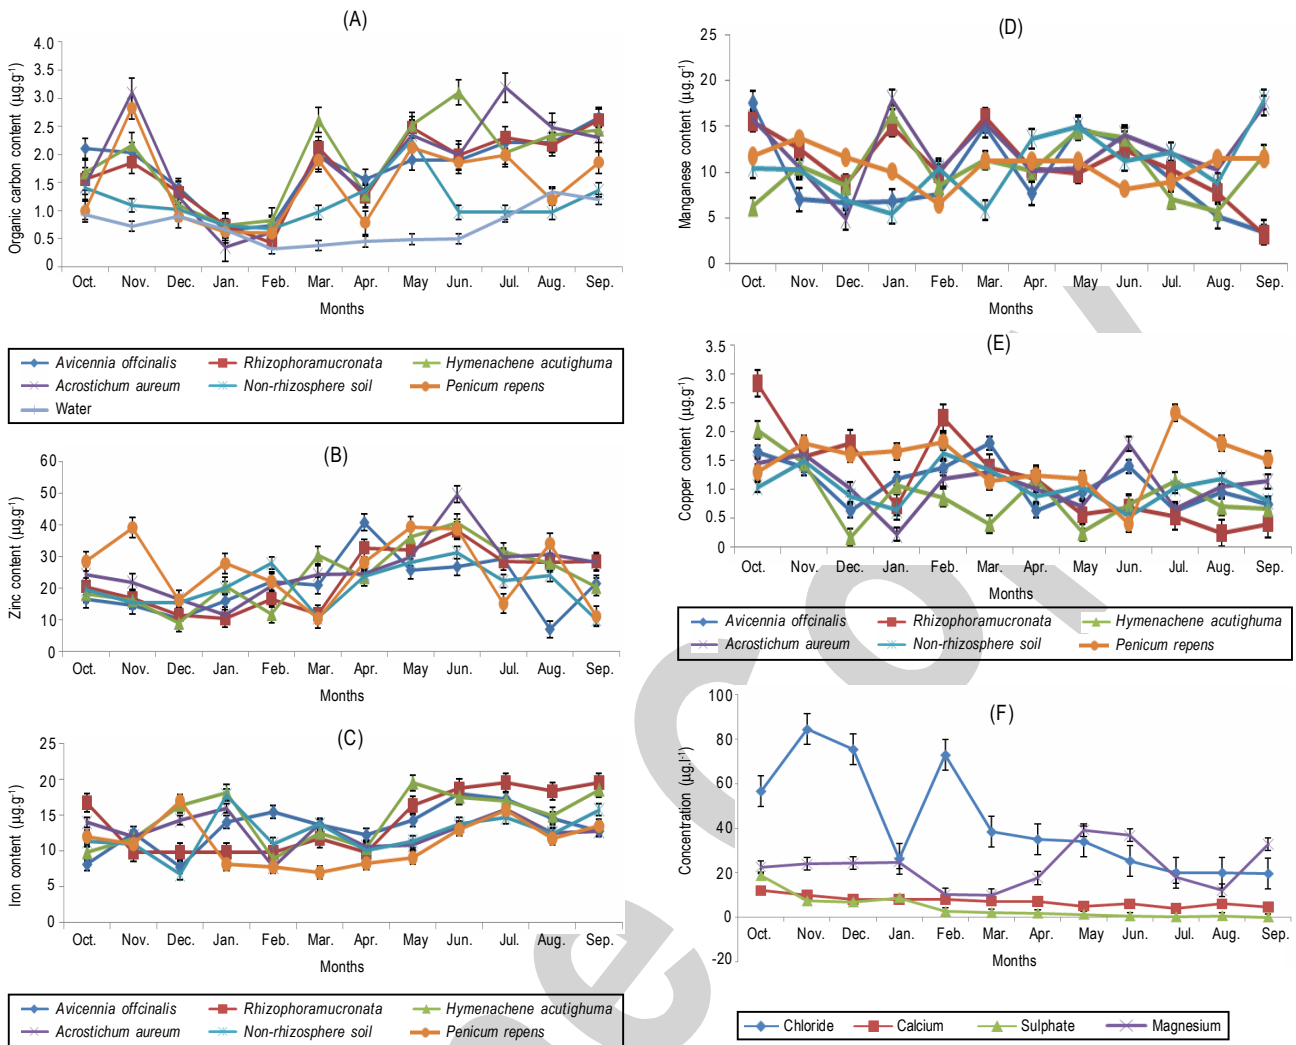 (A)
Organic carbon content (µg.g⁻¹)
4.0
3.5
3.0
2.5
2.0
1.5
1.0
0.5
0
Oct. Nov. Dec. Jan. Feb. Mar. Apr. May Jun. Jul. Aug. Sep.
Months
Avicennia offcinalis Rhizophoramucronata Hymenachene acutighuma
Acrostichum aureum Non-rhizosphere soil Penicum repens
Water
(B)
Zinc content (µg.g⁻¹)
60
50
40
30
20
10
0
Oct. Nov. Dec. Jan. Feb. Mar. Apr. May. Jun. Jul. Aug. Sep.
Months
(C)
Iron content (µg.g⁻¹)
25
20
15
10
5
0
Oct. Nov. Dec. Jan. Feb. Mar. Apr. May Jun. Jul. Aug. Sep.
Months
Avicennia offcinalis Rhizophoramucronata Hymenachene acutighuma
Acrostichum aureum Non-rhizosphere soil Penicum repens
(D)
Manganese content (µg.g⁻¹)
25
20
15
10
5
0
Oct. Nov. Dec. Jan. Feb. Mar. Apr. May Jun. Jul. Aug. Sep.
Months
(E)
Copper content (µg.g⁻¹)
3.5
3.0
2.5
2.0
1.5
1.0
0.5
0
Oct. Nov. Dec. Jan. Feb. Mar. Apr. May. Jun. Jul. Aug. Sep.
Months
Avicennia offcinalis Rhizophoramucronata Hymenachene acutighuma
Acrostichum aureum Non-rhizosphere soil Penicum repens
(F)
Concentration (µg.l⁻¹)
100
80
60
40
20
0
-20
Oct. Nov. Dec. Jan. Feb. Mar. Apr. May Jun. Jul. Aug. Sep.
Months
Chloride Calcium Sulphate Magnesium